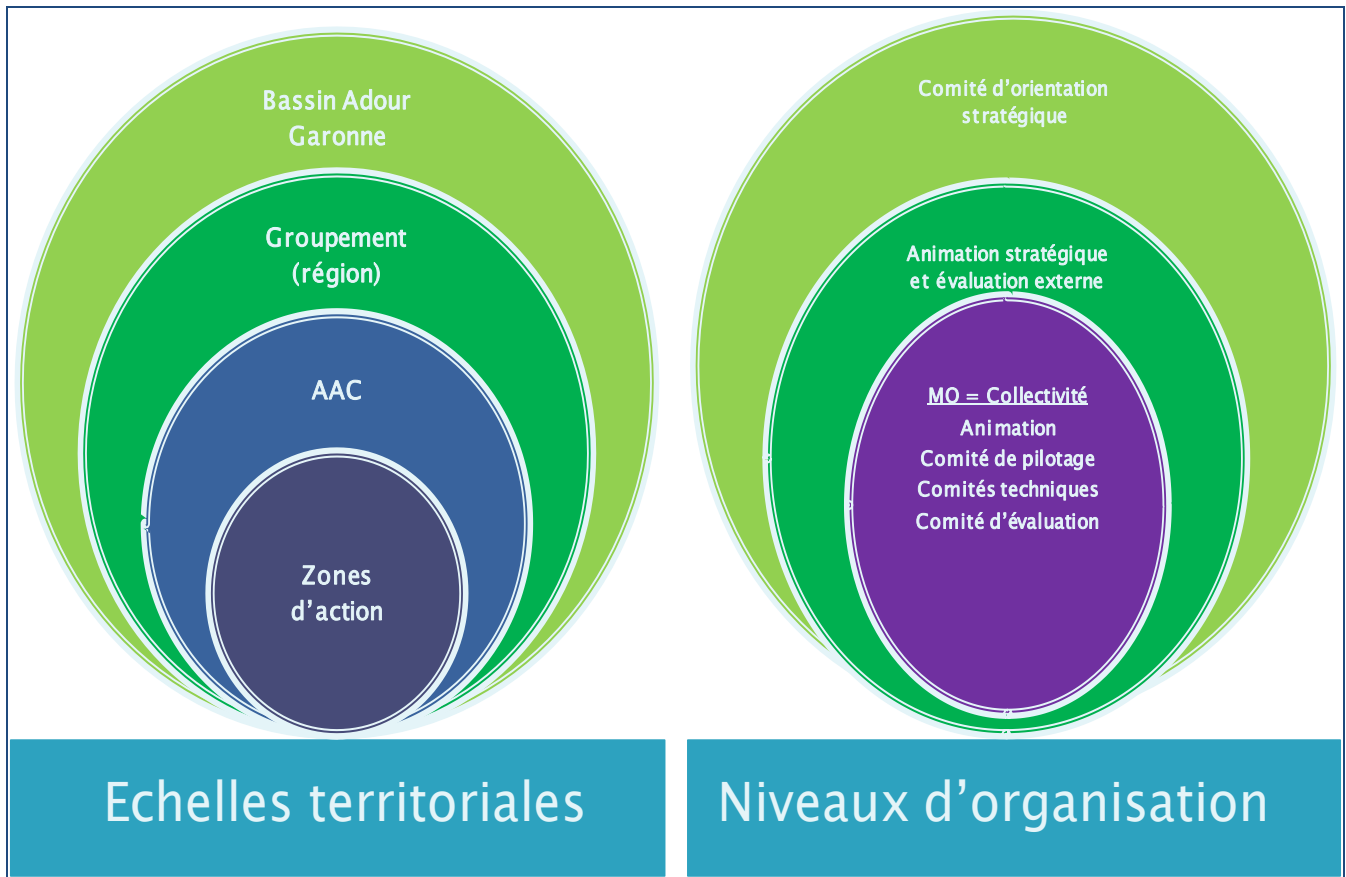 Bassin Adour
Garonne
Groupement
(région)
AAC
Zones
d’action
Echelles territoriales
Comité d’orientation
stratégique
Animation stratégique
et évaluation externe
MO = Collectivité
Animation
Comité de pilotage
Comités techniques
Comité d’évaluation
Niveaux d’organisation